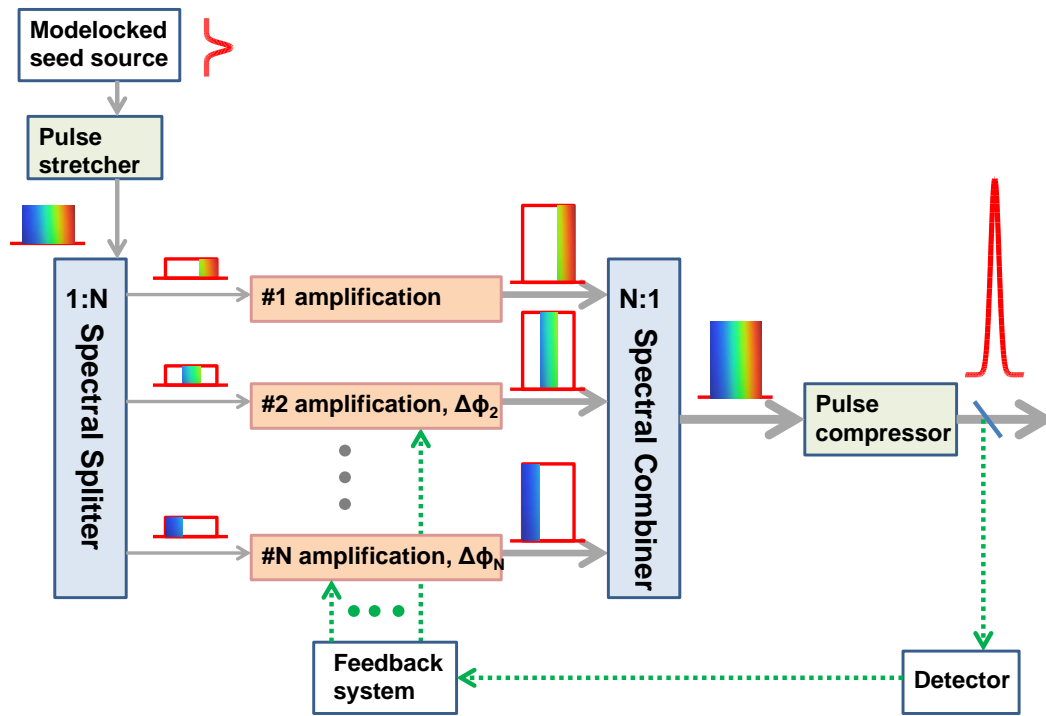 Modelocked
seed source
Pulse
stretcher
1:N
Spectral Splitter
#1 amplification
#2 amplification, Δϕ₂
#N amplification, Δϕ_N
N:1
Spectral Combiner
Pulse
compressor
Feedback
system
Detector